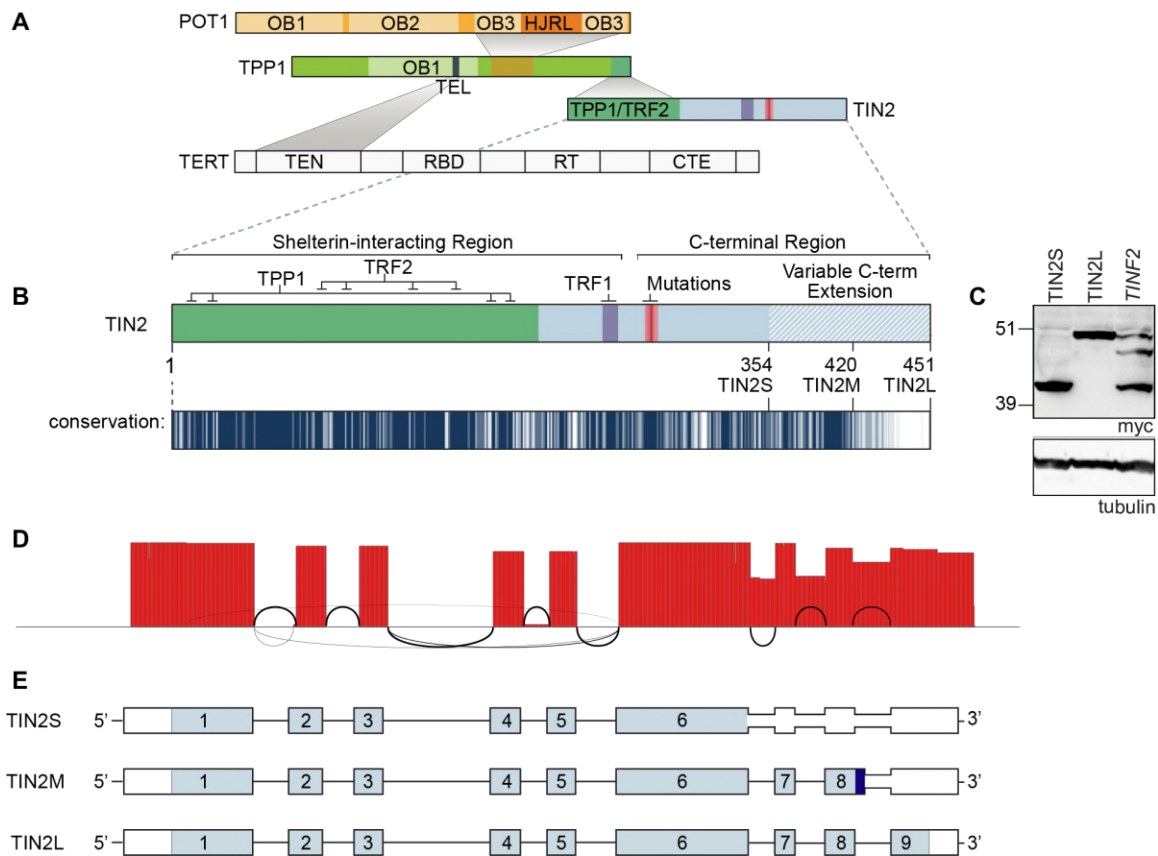 A
POT1 OB1 OB2 OB3 HJRL OB3
TPP1 OB1
TEL
TPP1/TRF2 TIN2
TERT TEN RBD RT CTE
Shelterin-interacting Region C-terminal Region
B
TPP1 TRF2 TRF1 Mutations Variable C-term
Extension
TIN2
1 354 420 451
TIN2S TIN2M TIN2L
conservation:
C
TIN2S TIN2L TINF2
51
39
myc
tubulin
D
E
TIN2S 5’ 1 2 3 4 5 6 3’
TIN2M 5’ 1 2 3 4 5 6 7 8 3’
TIN2L 5’ 1 2 3 4 5 6 7 8 9 3’